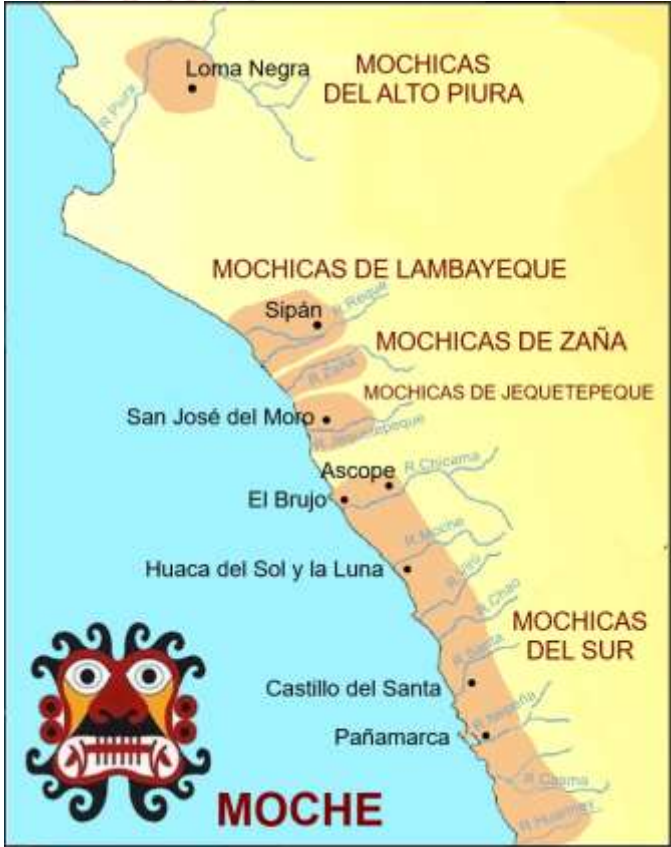 Loma Negra
MOCHICAS
DEL ALTO PIURA
R. Piura
MOCHICAS DE LAMBAYEQUE
R. Reque
Sipán
MOCHICAS DE ZAÑA
R. Zaña
MOCHICAS DE JEQUETEPEQUE
San José del Moro
R. Jequetepeque
Ascope
R. Chicama
El Brujo
R. Moche
Huaca del Sol y la Luna
R. Virú
R. Chao
MOCHICAS
DEL SUR
R. Santa
Castillo del Santa
R. Nepeña
Pañamarca
R. Casma
MOCHE
R. Huarmey